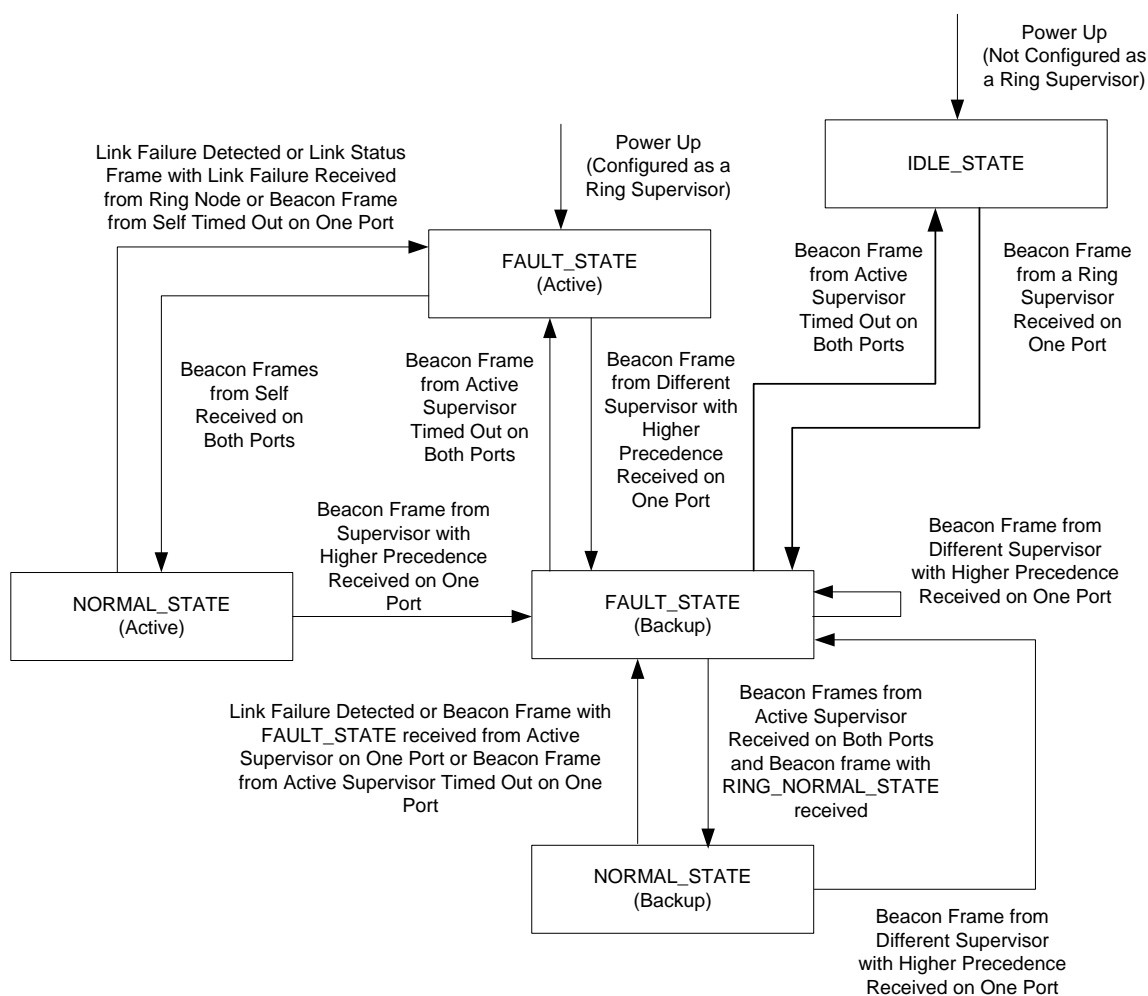 Power Up
(Not Configured as
a Ring Supervisor)
IDLE_STATE
Power Up
(Configured as a
Ring Supervisor)
Link Failure Detected or Link Status
Frame with Link Failure Received
from Ring Node or Beacon Frame
from Self Timed Out on One Port
FAULT_STATE
(Active)
Beacon Frame
from Active
Supervisor
Timed Out on
Both Ports
Beacon Frame
from a Ring
Supervisor
Received on
One Port
Beacon Frames
from Self
Received on
Both Ports
Beacon Frame
from Active
Supervisor
Timed Out on
Both Ports
Beacon Frame
from Different
Supervisor with
Higher
Precedence
Received on
One Port
Beacon Frame from
Supervisor with
Higher Precedence
Received on One
Port
Beacon Frame from
Different Supervisor
with Higher Precedence
Received on One Port
NORMAL_STATE
(Active)
FAULT_STATE
(Backup)
Link Failure Detected or Beacon Frame with
FAULT_STATE received from Active
Supervisor on One Port or Beacon Frame
from Active Supervisor Timed Out on One
Port
Beacon Frames from
Active Supervisor
Received on Both Ports
and Beacon frame with
RING_NORMAL_STATE
received
NORMAL_STATE
(Backup)
Beacon Frame from
Different Supervisor
with Higher Precedence
Received on One Port